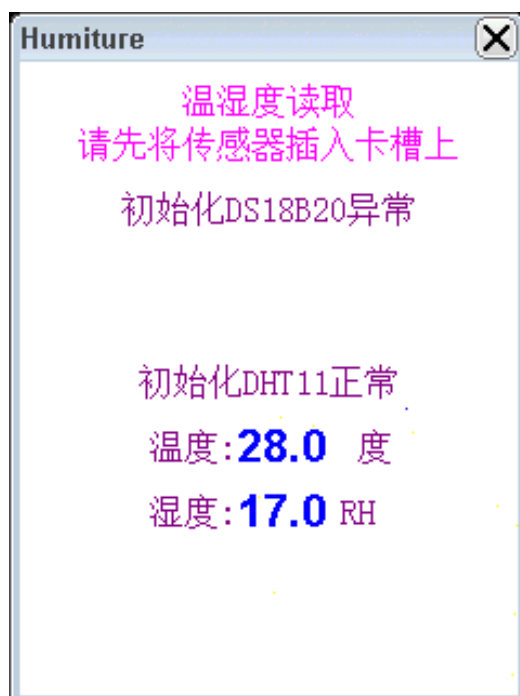 Humiture
温湿度读取
请先将传感器插入卡槽上
初始化DS18B20异常
初始化DHT11正常
温度:28.0 度
湿度:17.0 RH